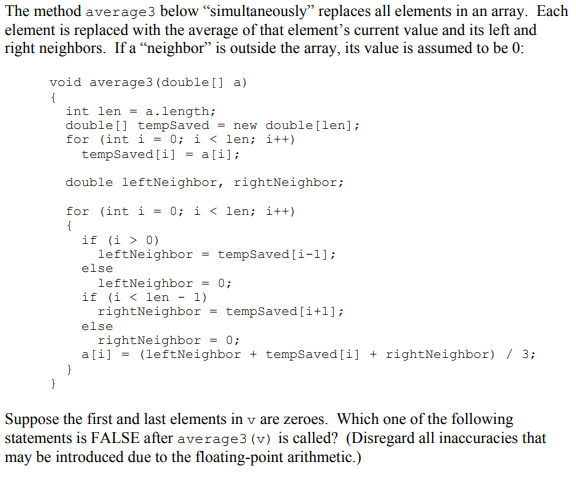 The method average3 below “simultaneously” replaces all elements in an array.  Each
element is replaced with the average of that element’s current value and its left and
right neighbors.  If a “neighbor” is outside the array, its value is assumed to be 0:
void average3(double[] a)
{
  int len = a.length;
  double[] tempSaved = new double[len];
  for (int i = 0; i < len; i++)
    tempSaved[i] = a[i];
  double leftNeighbor, rightNeighbor;
  for (int i = 0; i < len; i++)
  {
    if (i > 0)
      leftNeighbor = tempSaved[i-1];
    else
      leftNeighbor = 0;
    if (i < len - 1)
      rightNeighbor = tempSaved[i+1];
    else
      rightNeighbor = 0;
    a[i] = (leftNeighbor + tempSaved[i] + rightNeighbor) / 3;
  }
}
Suppose the first and last elements in v are zeroes.  Which one of the following
statements is FALSE after average3(v) is called?  (Disregard all inaccuracies that
may be introduced due to the floating-point arithmetic.)